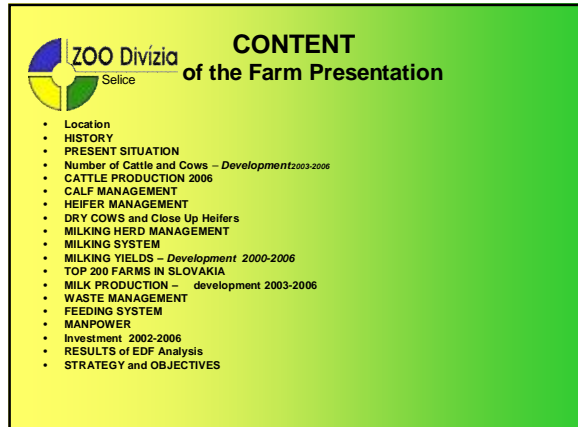 CONTENT
of the Farm Presentation
ZOO Divízia
Selice
• Location
• HISTORY
• PRESENT SITUATION
• Number of Cattle and Cows – Development2003-2006
• CATTLE PRODUCTION 2006
• CALF MANAGEMENT
• HEIFER MANAGEMENT
• DRY COWS and Close Up Heifers
• MILKING HERD MANAGEMENT
• MILKING SYSTEM
• MILKING YIELDS – Development 2000-2006
• TOP 200 FARMS IN SLOVAKIA
• MILK PRODUCTION – development 2003-2006
• WASTE MANAGEMENT
• FEEDING SYSTEM
• MANPOWER
• Investment 2002-2006
• RESULTS of EDF Analysis
• STRATEGY and OBJECTIVES